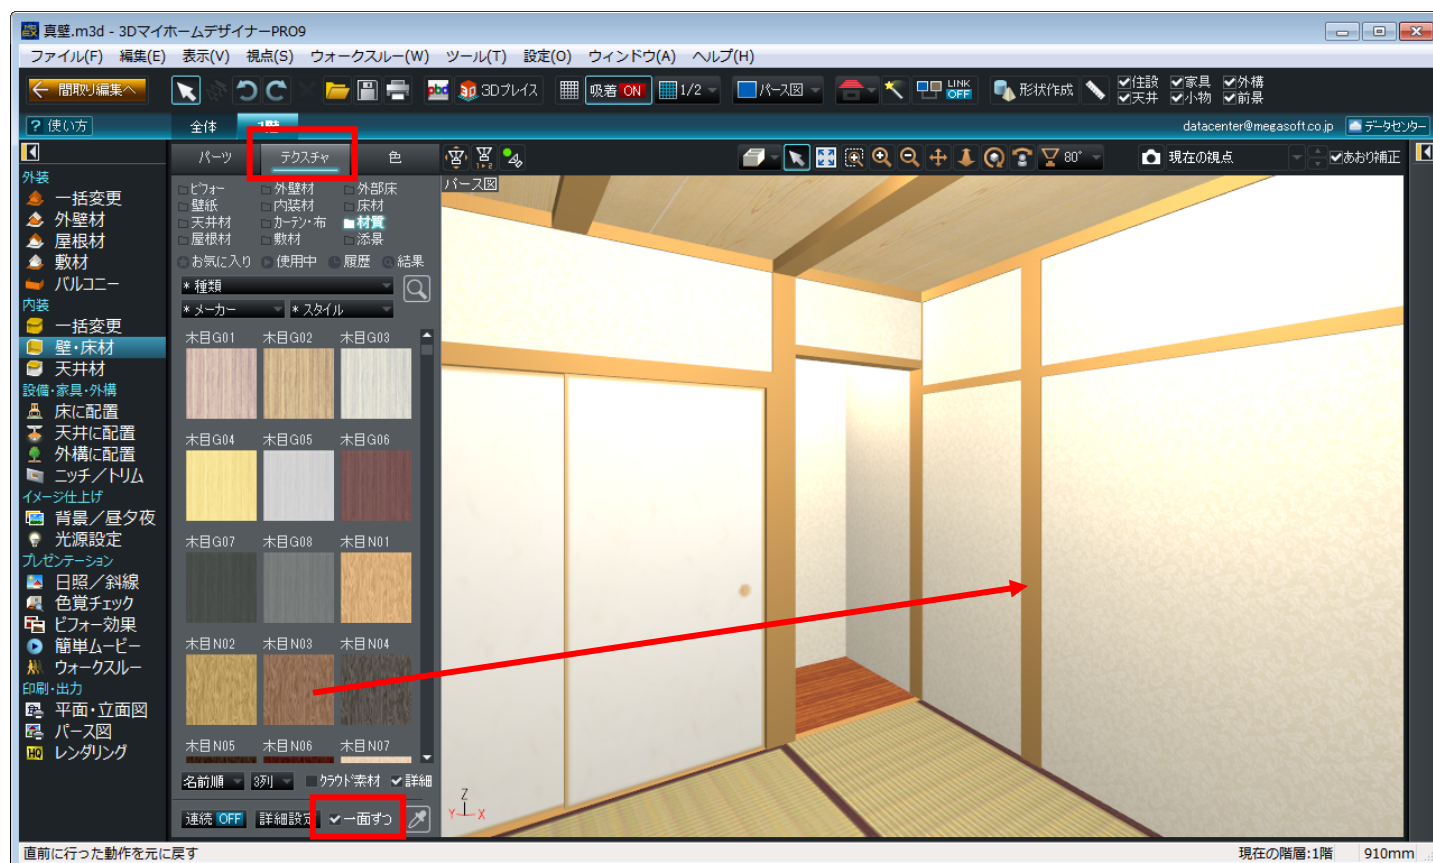 真壁.m3d - 3DマイホームデザイナーPRO9
ファイル(F) 編集(E) 表示(V) 視点(S) ウォークスルー(W) ツール(T) 設定(O) ウィンドウ(A) ヘルプ(H)
間取り編集へ pbd 3Dプレイス 吸着 ON 1/2 パース図 LINK OFF 形状作成 住設 家具 外構
天井 小物 前景
? 使い方 全体 1階 datacenter@megasoft.co.jp データセンター
パーツ テクスチャ 色 80° 現在の視点 あおり補正
外装
一括変更
外壁材
屋根材
敷材
バルコニー
内装
一括変更
壁・床材
天井材
設備・家具・外構
床に配置
天井に配置
外構に配置
ニッチ／トリム
イメージ仕上げ
背景／昼夕夜
光源設定
プレゼンテーション
日照／斜線
色覚チェック
ビフォー効果
簡単ムービー
ウォークスルー
印刷・出力
平面・立面図
パース図
HQ レンダリング
ビフォー 外壁材 外部床
壁紙 内装材 床材
天井材 カーテン・布 材質
屋根材 敷材 添景
お気に入り 使用中 履歴 結果
* 種類
* メーカー * スタイル
木目G01 木目G02 木目G03
木目G04 木目G05 木目G06
木目G07 木目G08 木目N01
木目N02 木目N03 木目N04
木目N05 木目N06 木目N07
名前順 3列 クラウド素材 詳細
連続 OFF 詳細設定 一面ずつ
パース図
Z
Y X
直前に行った動作を元に戻す 現在の階層:1階 910mm